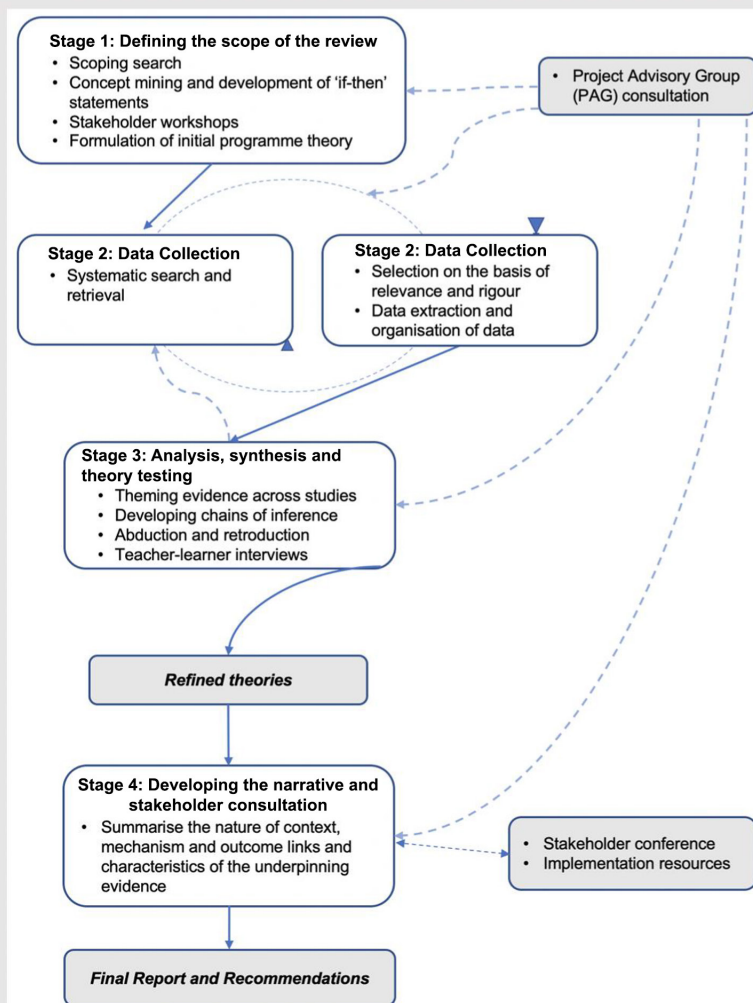 Stage 1: Defining the scope of the review
• Scoping search
• Concept mining and development of ‘if-then’
statements
• Stakeholder workshops
• Formulation of initial programme theory
• Project Advisory Group
(PAG) consultation
Stage 2: Data Collection
• Systematic search and
retrieval
Stage 2: Data Collection
• Selection on the basis of
relevance and rigour
• Data extraction and
organisation of data
Stage 3: Analysis, synthesis and
theory testing
• Theming evidence across studies
• Developing chains of inference
• Abduction and retroduction
• Teacher-learner interviews
Refined theories
Stage 4: Developing the narrative and
stakeholder consultation
• Summarise the nature of context,
mechanism and outcome links and
characteristics of the underpinning
evidence
• Stakeholder conference
• Implementation resources
Final Report and Recommendations